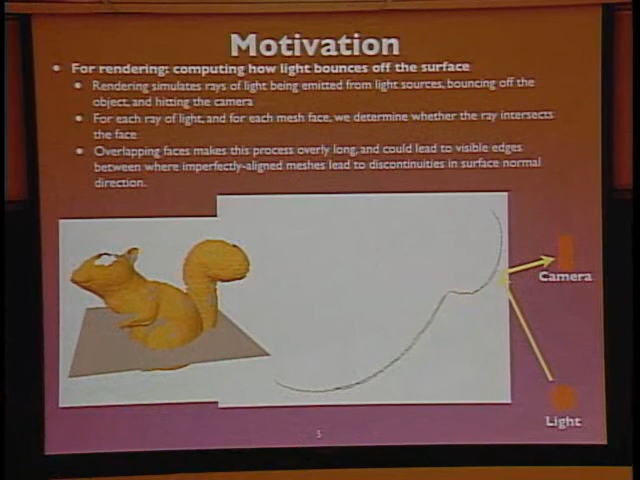 Motivation
• For rendering: computing how light bounces off the surface
• Rendering simulates rays of light being emitted from light sources, bouncing off the
object, and hitting the camera
• For each ray of light, and for each mesh face, we determine whether the ray intersects
the face
• Overlapping faces makes this process overly long, and could lead to visible edges
between where imperfectly-aligned meshes lead to discontinuities in surface normal
direction.
Camera
Light
5